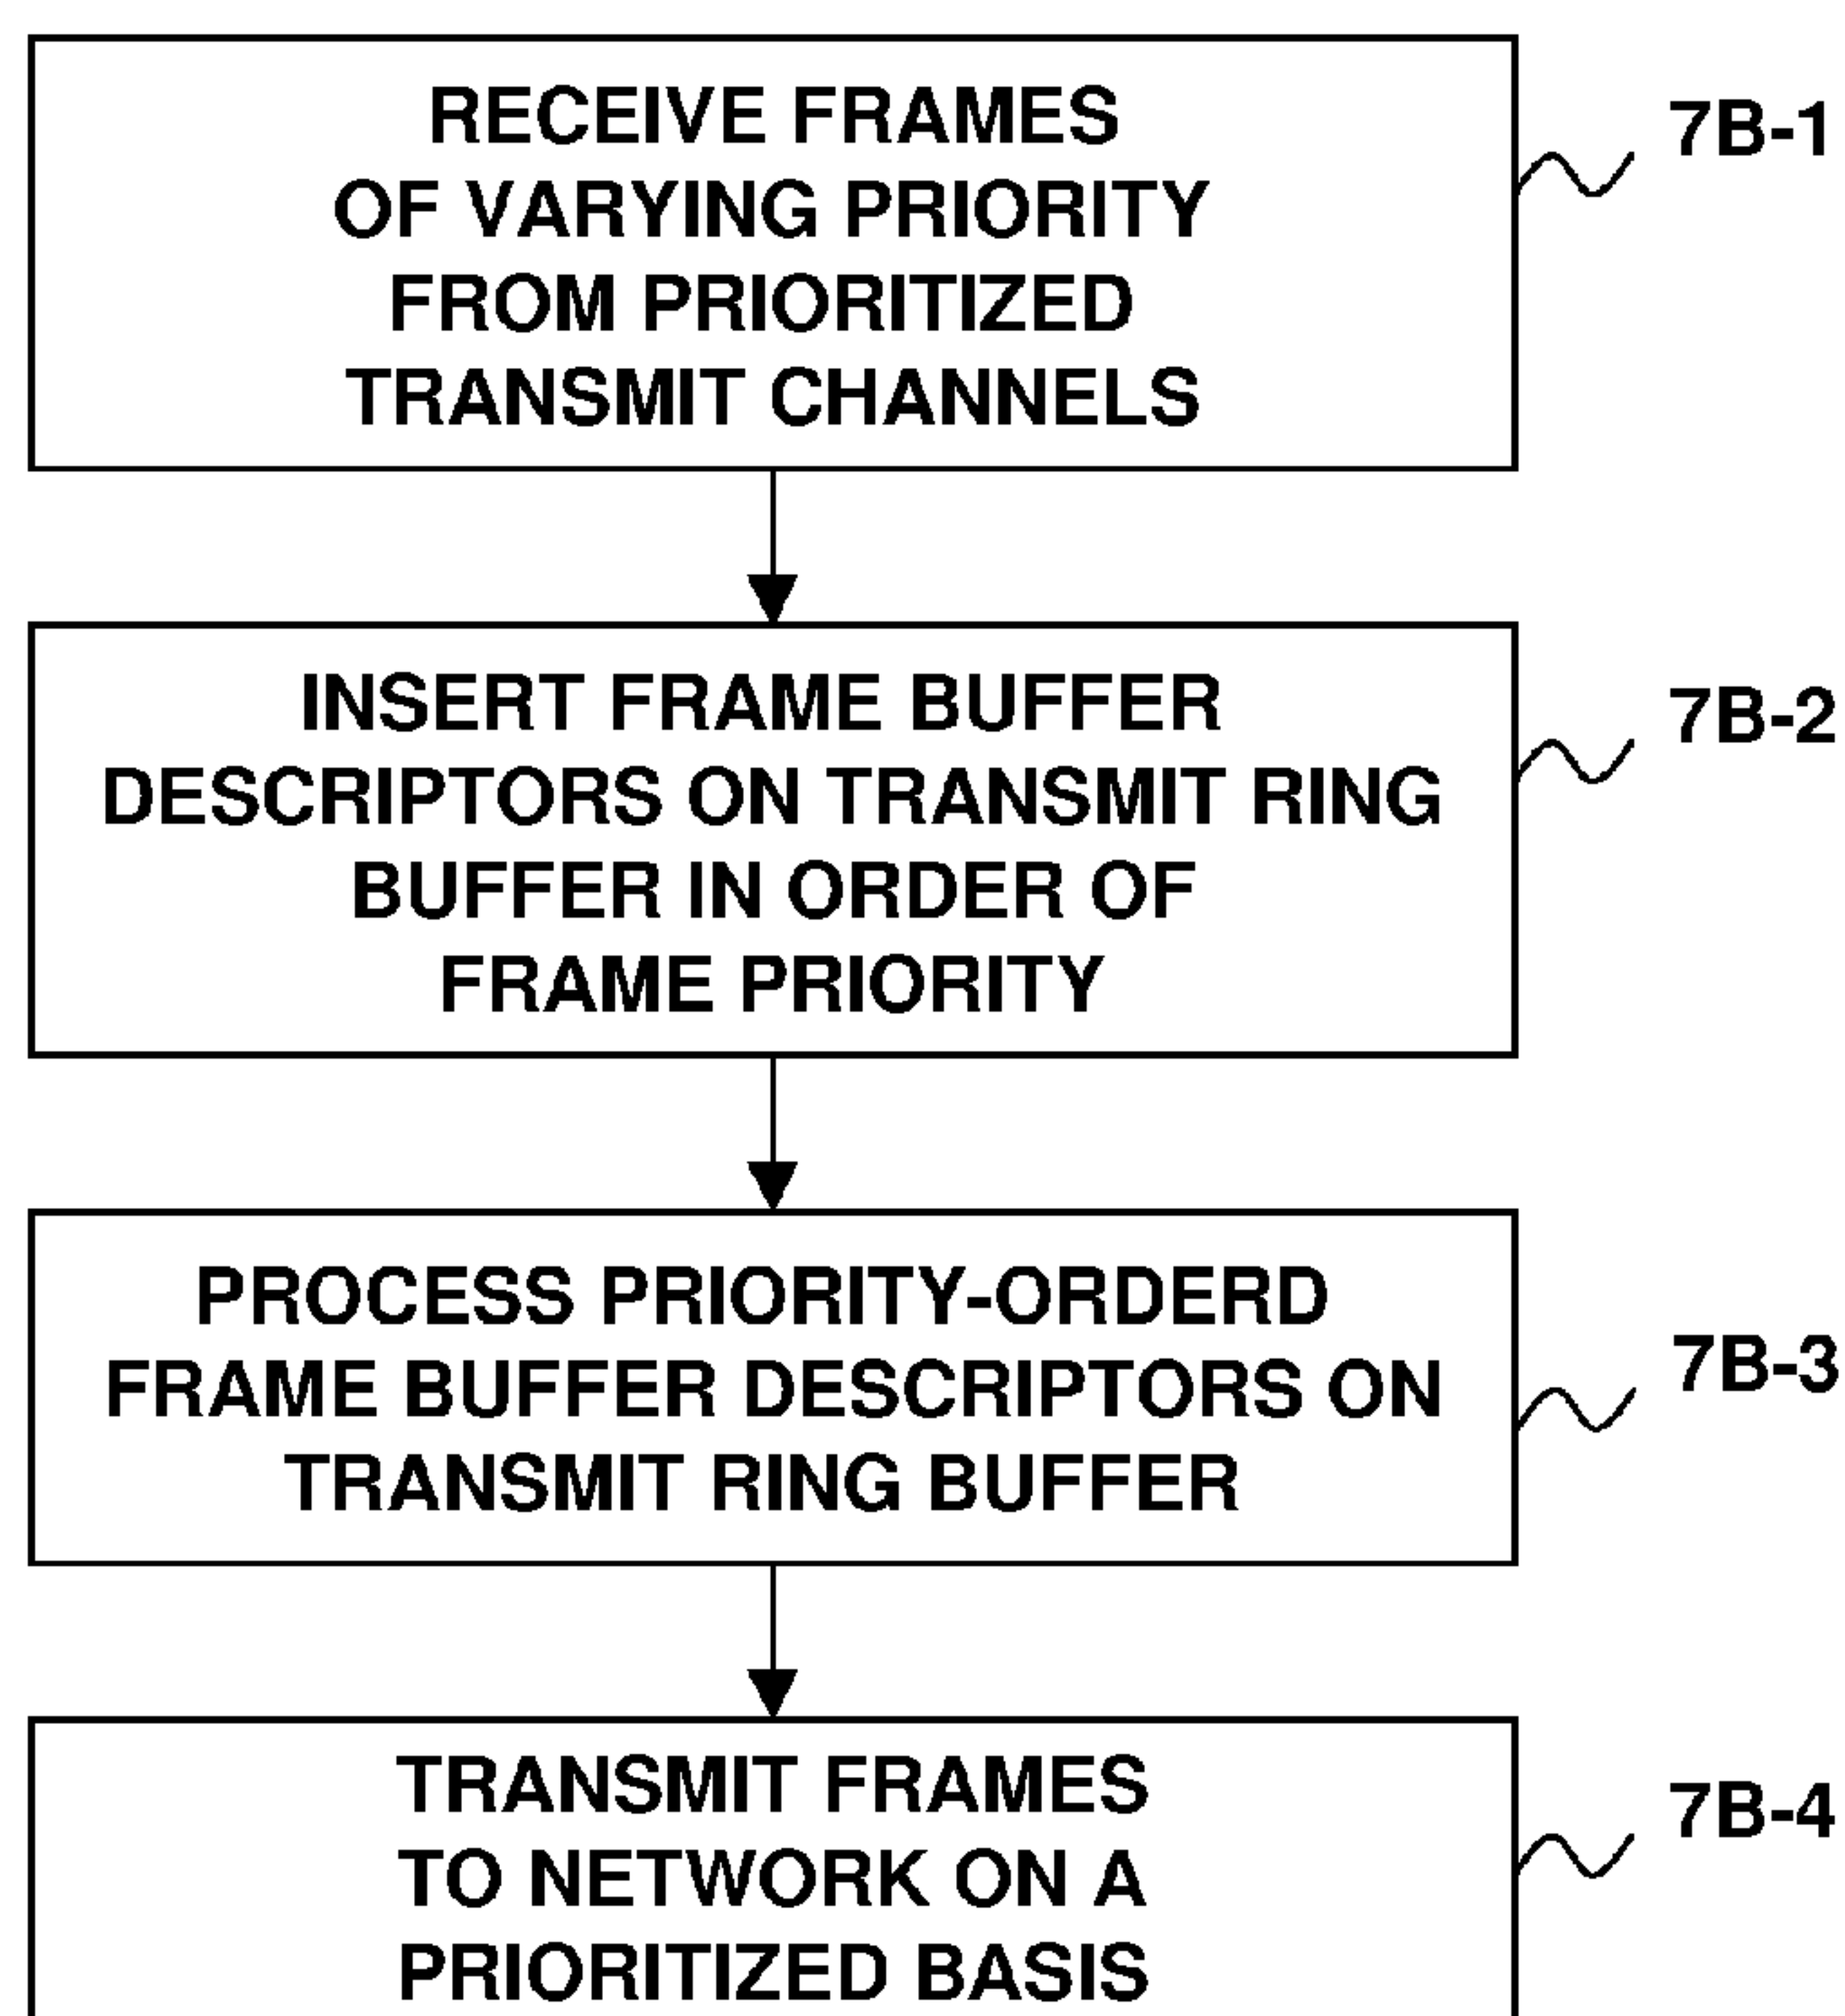 RECEIVE FRAMES
OF VARYING PRIORITY
FROM PRIORITIZED
TRANSMIT CHANNELS
7B-1
INSERT FRAME BUFFER
DESCRIPTORS ON TRANSMIT RING
BUFFER IN ORDER OF
FRAME PRIORITY
7B-2
PROCESS PRIORITY-ORDERD
FRAME BUFFER DESCRIPTORS ON
TRANSMIT RING BUFFER
7B-3
TRANSMIT FRAMES
TO NETWORK ON A
PRIORITIZED BASIS
7B-4